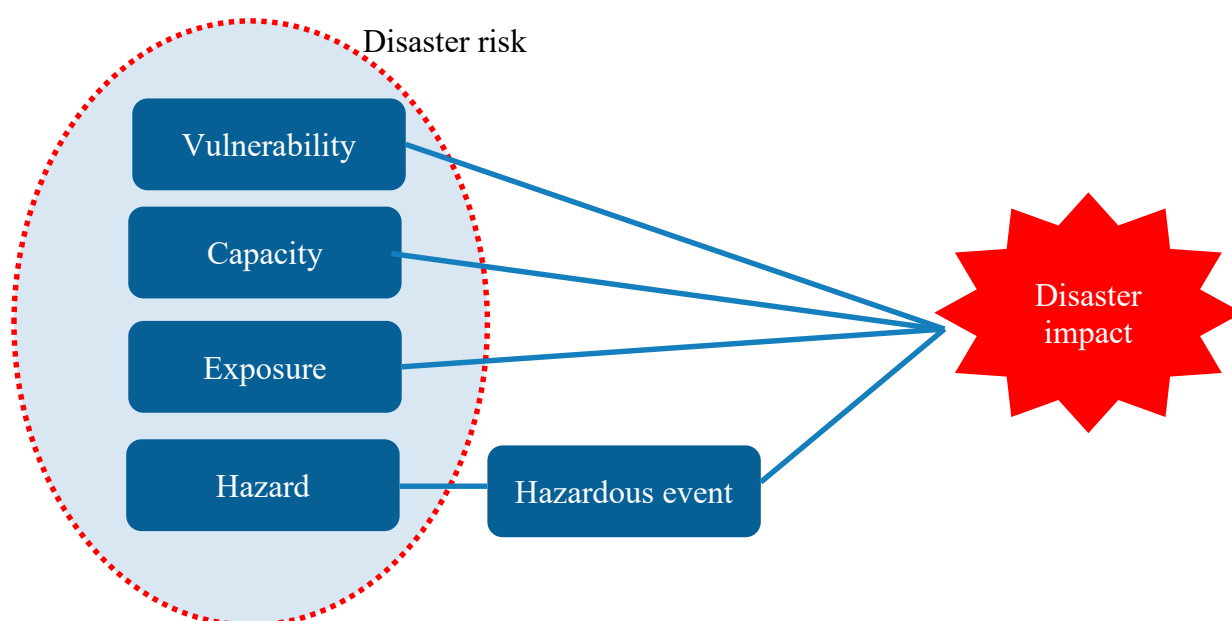 Disaster risk
Vulnerability
Capacity
Exposure
Hazard
Hazardous event
Disaster
impact